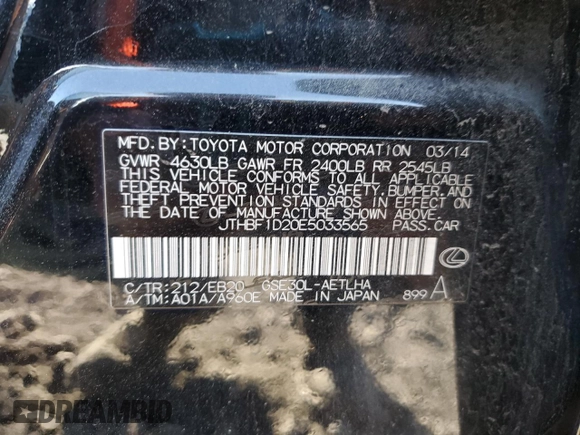 MFD.BY:TOYOTA MOTOR CORPORATION 03/14
GVWR 4630LB GAWR FR 2400LB RR 2545LB
THIS VEHICLE CONFORMS TO ALL APPLICABLE
FEDERAL MOTOR VEHICLE SAFETY,BUMPER,AND
THEFT PREVENTION STANDARDS IN EFFECT ON
THE DATE OF MANUFACTURE SHOWN ABOVE.
JTHBF1D20E5033565 PASS.CAR
C/TR:212/EB20 GSE30L-AETLHA
A/TM:A01A/A960E MADE IN JAPAN 899 A
DREAMBID